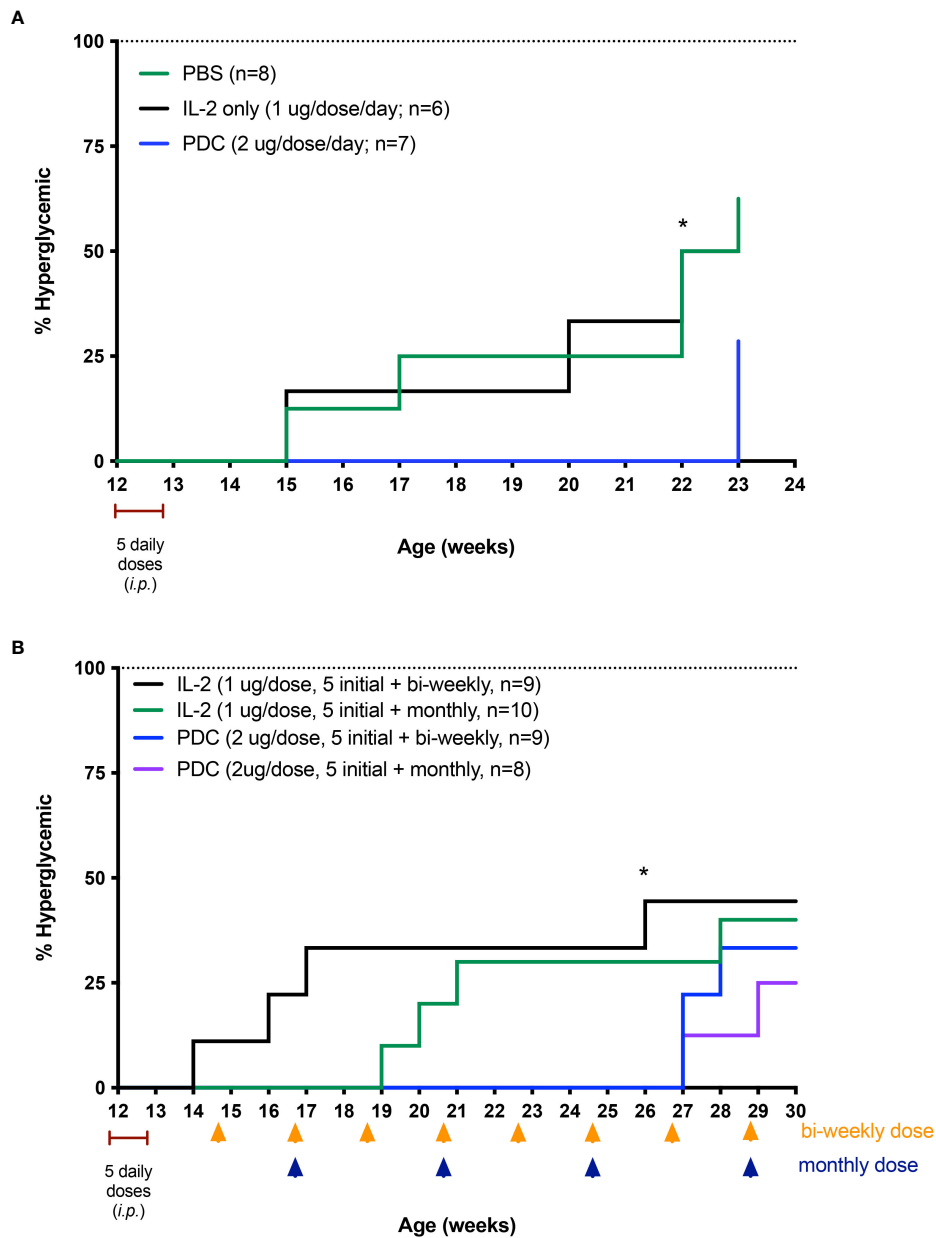 A
100
75
50
25
0
% Hyperglycemic
PBS (n=8)
IL-2 only (1 ug/dose/day; n=6)
PDC (2 ug/dose/day; n=7)
*
12 13 14 15 16 17 18 19 20 21 22 23 24
5 daily
doses
(i.p.)
Age (weeks)
B
100
75
50
25
0
% Hyperglycemic
IL-2 (1 ug/dose, 5 initial + bi-weekly, n=9)
IL-2 (1 ug/dose, 5 initial + monthly, n=10)
PDC (2 ug/dose, 5 initial + bi-weekly, n=9)
PDC (2ug/dose, 5 initial + monthly, n=8)
*
12 13 14 15 16 17 18 19 20 21 22 23 24 25 26 27 28 29 30
bi-weekly dose
monthly dose
5 daily
doses
(i.p.)
Age (weeks)